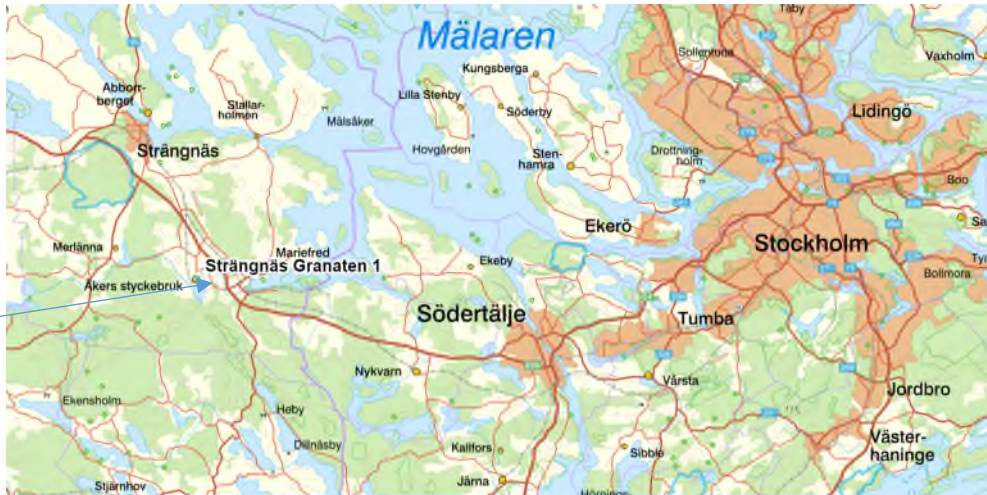 Mälaren
Täby
Sollentuna
Vaxholm
Kungsberga
Abborr-
berget
Lilla Stenby
Söderby
Stallar-
holmen
Mälsåker
Lidingö
Strängnäs
Hovgården
Sten-
hamra
Drottning-
holm
Boo
Ekerö
Stockholm
Merlänna
Mariefred
Strängnäs Granaten 1
Ekeby
Åkers styckebruk
Bollmora
Södertälje
Tumba
Nykvarn
Vårsta
Jordbro
Ekensholm
Heby
Dillnäsby
Kallfors
Sibble
Väster-
haninge
Stjärnhov
Järna